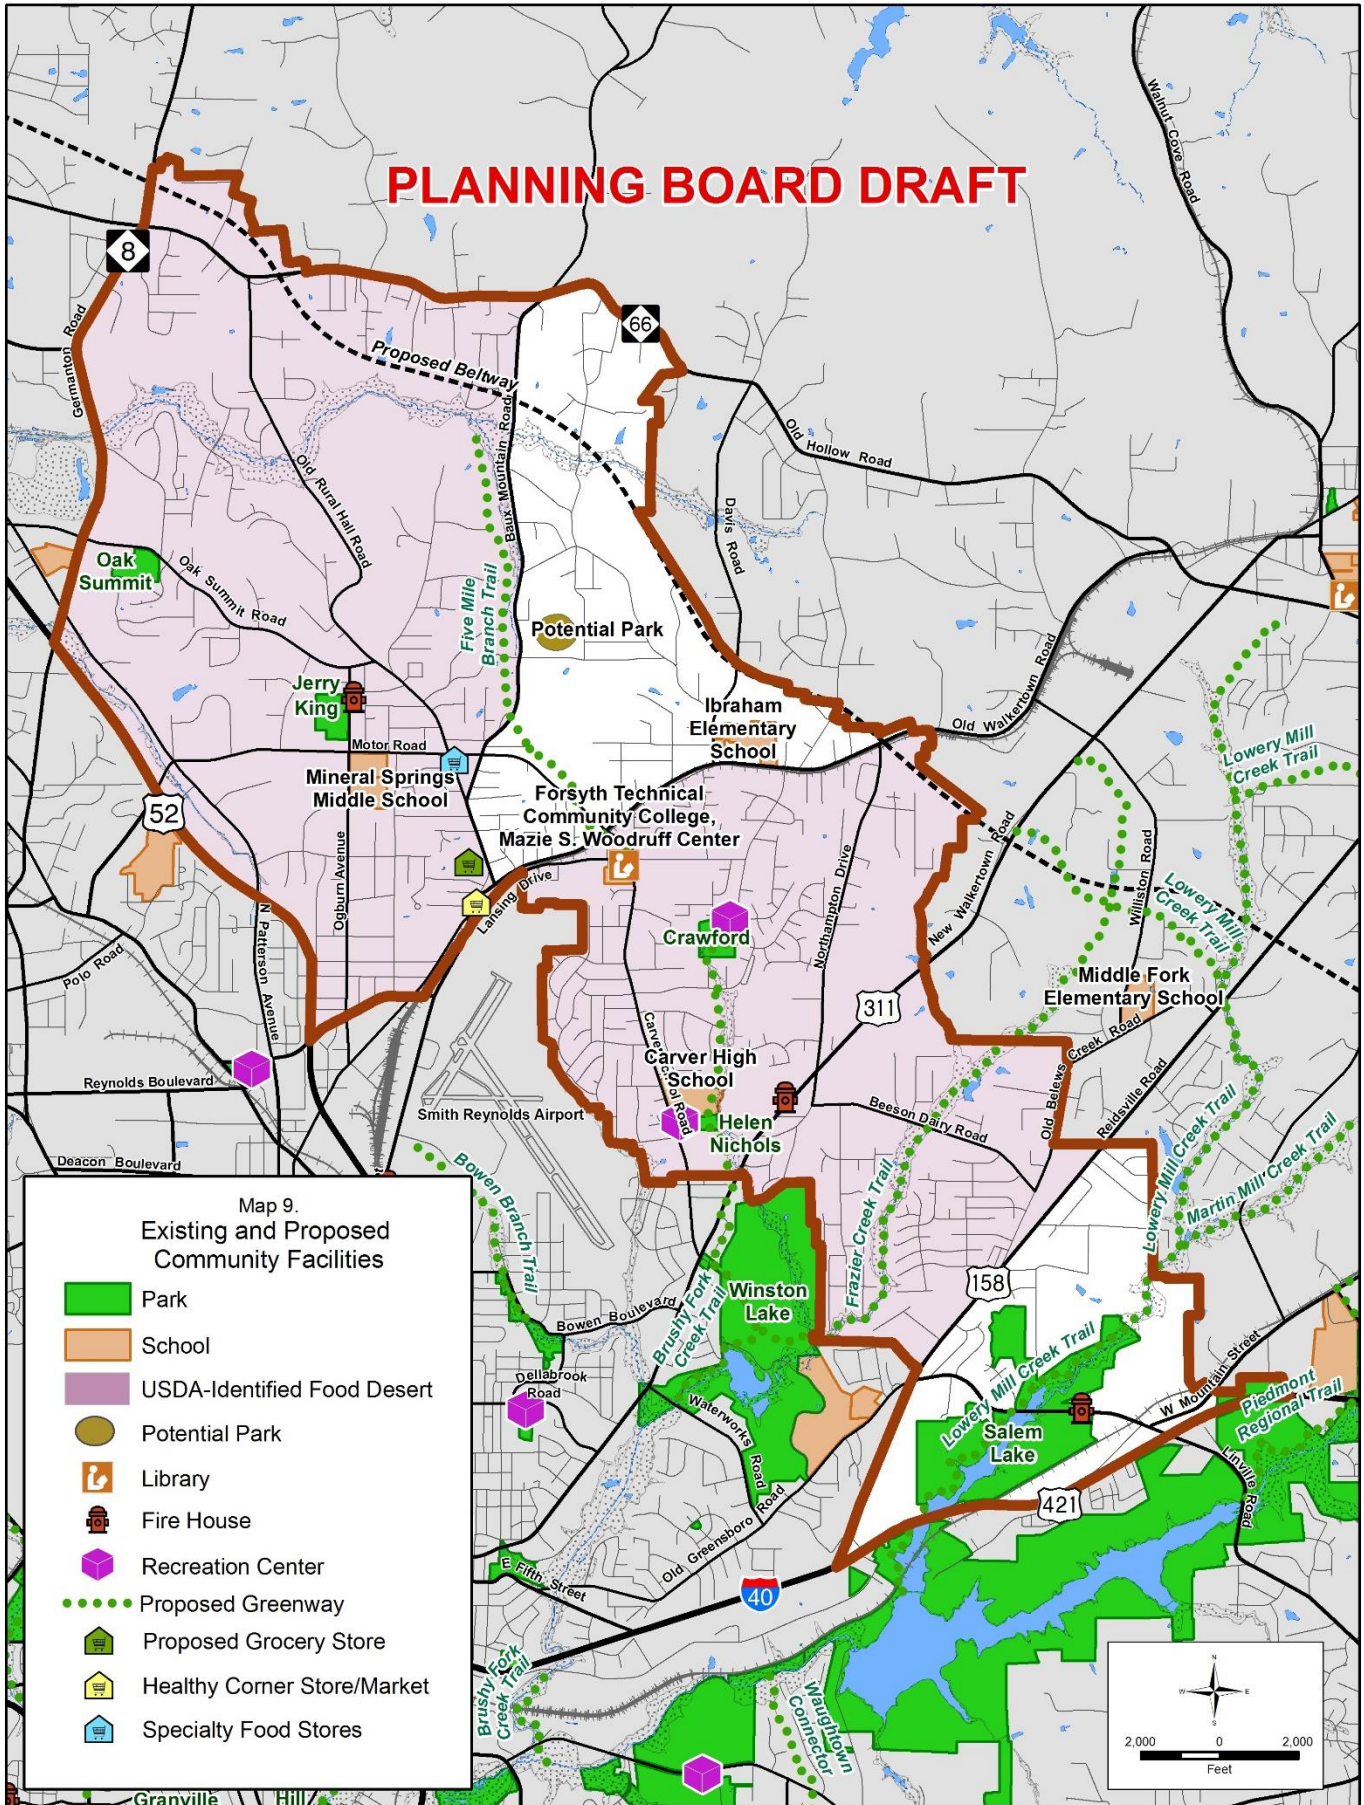 PLANNING BOARD DRAFT
Walnut Cove Road
8
66
Germanton Road
Proposed Beltway
Baux Mountain Road
Old Rural Hall Road
Old Hollow Road
Davis Road
Oak
Summit
Oak Summit Road
Five Mile
Branch Trail
Potential Park
Jerry
King
Ibraham
Elementary
School
Old Walkertown Road
Lowery Mill
Creek Trail
Motor Road
Mineral Springs
Middle School
52
Forsyth Technical
Community College,
Mazie S. Woodruff Center
Ogburn Avenue
Lansing Drive
Northampton Drive
New Walkertown Road
Williston Road
Lowery Mill
Creek Trail
N Patterson Avenue
Polo Road
Crawford
Middle Fork
Elementary School
311
Creek Road
Carver School Road
Carver High
School
Reynolds Boulevard
Smith Reynolds Airport
Helen
Nichols
Beeson Dairy Road
Old Belews
Reidsville Road
Deacon Boulevard
Bowen Branch Trail
Lowery Mill Creek Trail
Martin Mill Creek Trail
Frazier Creek Trail
158
Winston
Lake
Brushy Fork
Creek Trail
Bowen Boulevard
Dellabrook
Road
Waterworks Road
Lowery Mill Creek Trail
Salem
Lake
W Mountain Street
Piedmont
Regional Trail
Linville Road
421
Old Greensboro Road
E Fifth Street
40
Brushy Fork
Creek Trail
Waughtown
Connector
Map 9.
Existing and Proposed
Community Facilities
Park
School
USDA-Identified Food Desert
Potential Park
Library
Fire House
Recreation Center
Proposed Greenway
Proposed Grocery Store
Healthy Corner Store/Market
Specialty Food Stores
N
W E
S
2,000 0 2,000
Feet
Granville Hill